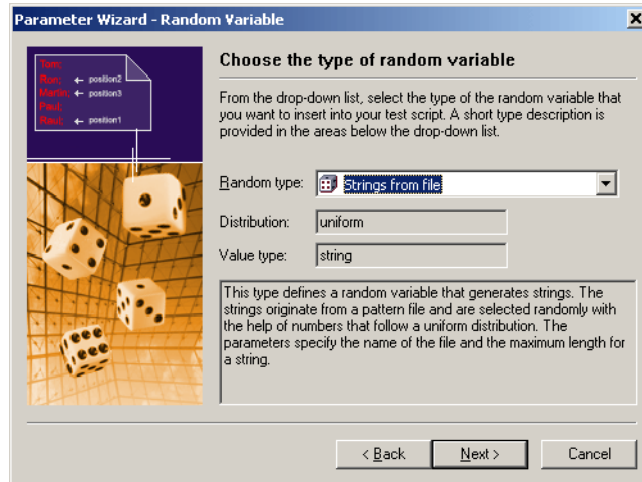 Parameter Wizard - Random Variable
Tom;
Ron; ← position2
Martin; ← position3
Paul;
Raul; ← position1
Choose the type of random variable
From the drop-down list, select the type of the random variable that
you want to insert into your test script. A short type description is
provided in the areas below the drop-down list.
Random type: Strings from file
Distribution: uniform
Value type: string
This type defines a random variable that generates strings. The
strings originate from a pattern file and are selected randomly with
the help of numbers that follow a uniform distribution. The
parameters specify the name of the file and the maximum length for
a string.
< Back Next > Cancel